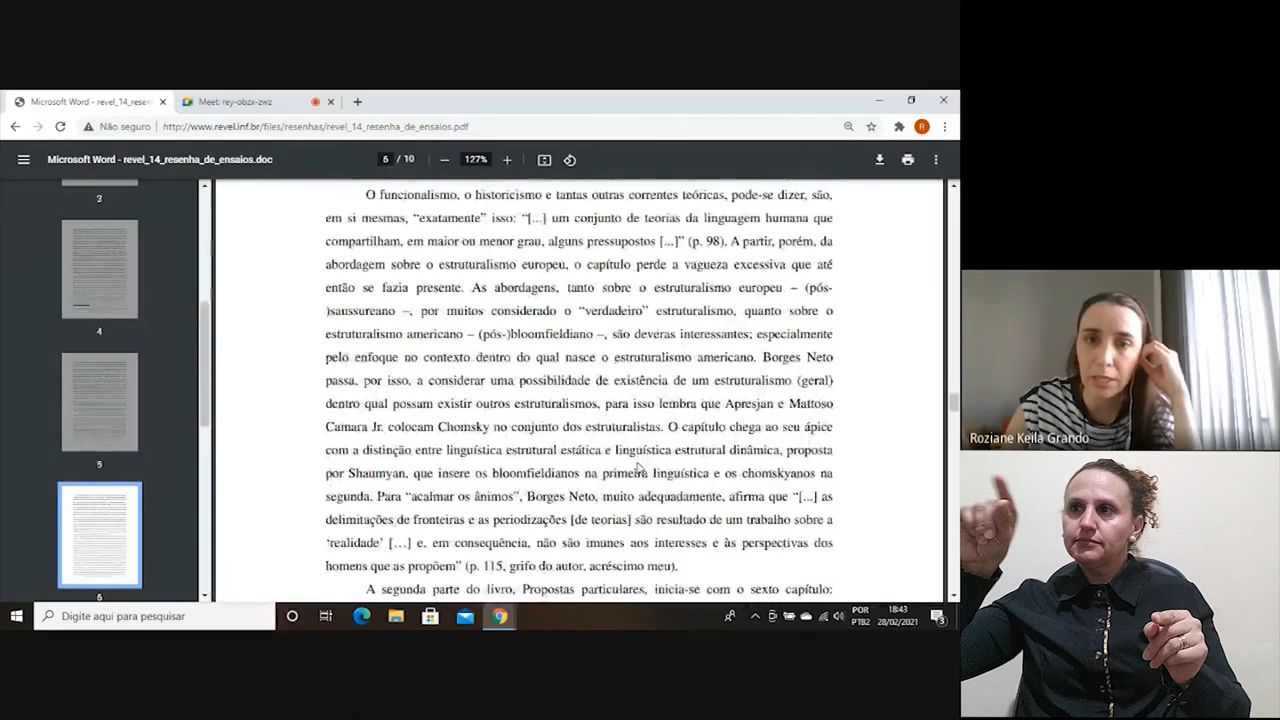 Microsoft Word - revel_14_resen
Meet: rey-obzx-zwz
Não seguro
http://www.revel.inf.br/files/resenhas/revel_14_resenha_de_ensaios.pdf
R
Microsoft Word - revel_14_resenha_de_ensaios.doc
6 / 10
127%
3
4
5
6
O funcionalismo, o historicismo e tantas outras correntes teóricas, pode-se dizer, são,
em si mesmas, “exatamente” isso: “[...] um conjunto de teorias da linguagem humana que
compartilham, em maior ou menor grau, alguns pressupostos [...]” (p. 98). A partir, porém, da
abordagem sobre o estruturalismo europeu, o capítulo perde a vagueza excessiva que até
então se fazia presente. As abordagens, tanto sobre o estruturalismo europeu – (pós-
)saussureano –, por muitos considerado o “verdadeiro” estruturalismo, quanto sobre o
estruturalismo americano – (pós-)bloomfieldiano –, são deveras interessantes; especialmente
pelo enfoque no contexto dentro do qual nasce o estruturalismo americano. Borges Neto
passa, por isso, a considerar uma possibilidade de existência de um estruturalismo (geral)
dentro qual possam existir outros estruturalismos, para isso lembra que Apresjan e Mattoso
Camara Jr. colocam Chomsky no conjunto dos estruturalistas. O capítulo chega ao seu ápice
com a distinção entre linguística estrutural estática e linguística estrutural dinâmica, proposta
por Shaumyan, que insere os bloomfieldianos na primeira linguística e os chomskyanos na
segunda. Para “acalmar os ânimos”, Borges Neto, muito adequadamente, afirma que “[...] as
delimitações de fronteiras e as periodizações [de teorias] são resultado de um trabalho sobre a
‘realidade’ [...] e, em consequência, não são imunes aos interesses e às perspectivas dos
homens que as propõem” (p. 115, grifo do autor, acréscimo meu).
A segunda parte do livro, Propostas particulares, inicia-se com o sexto capítulo:
Digite aqui para pesquisar
POR
PTB2
18:43
28/02/2021
3
Roziane Keila Grando